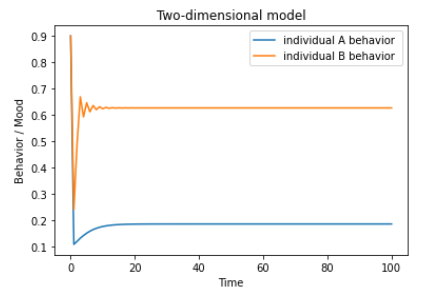 Two-dimensional model
individual A behavior
individual B behavior
Behavior / Mood
0.9
0.8
0.7
0.6
0.5
0.4
0.3
0.2
0.1
0 20 40 60 80 100
Time